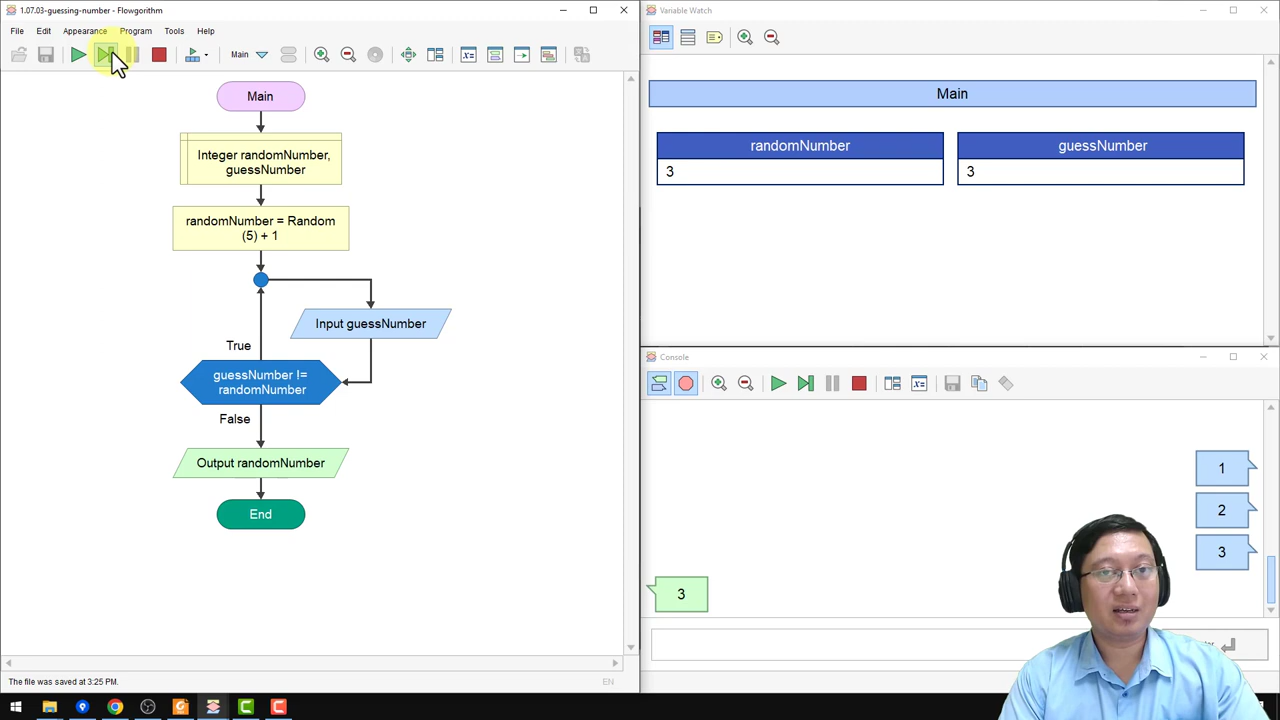 1.07.03-guessing-number - Flowgorithm
File Edit Appearance Program Tools Help
Main
Main
Integer randomNumber,
guessNumber
randomNumber = Random
(5) + 1
Input guessNumber
True
guessNumber !=
randomNumber
False
Output randomNumber
End
The file was saved at 3:25 PM.
EN
Variable Watch
Main
randomNumber
guessNumber
3
3
Console
1
2
3
3